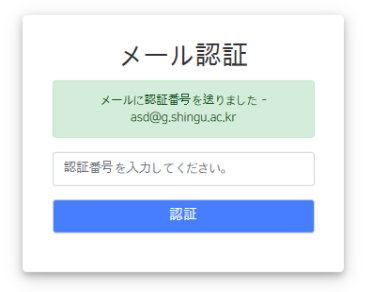 メール認証
メールに認証番号を送りました -
asd@g.shingu.ac.kr
認証番号を入力してください。
認証